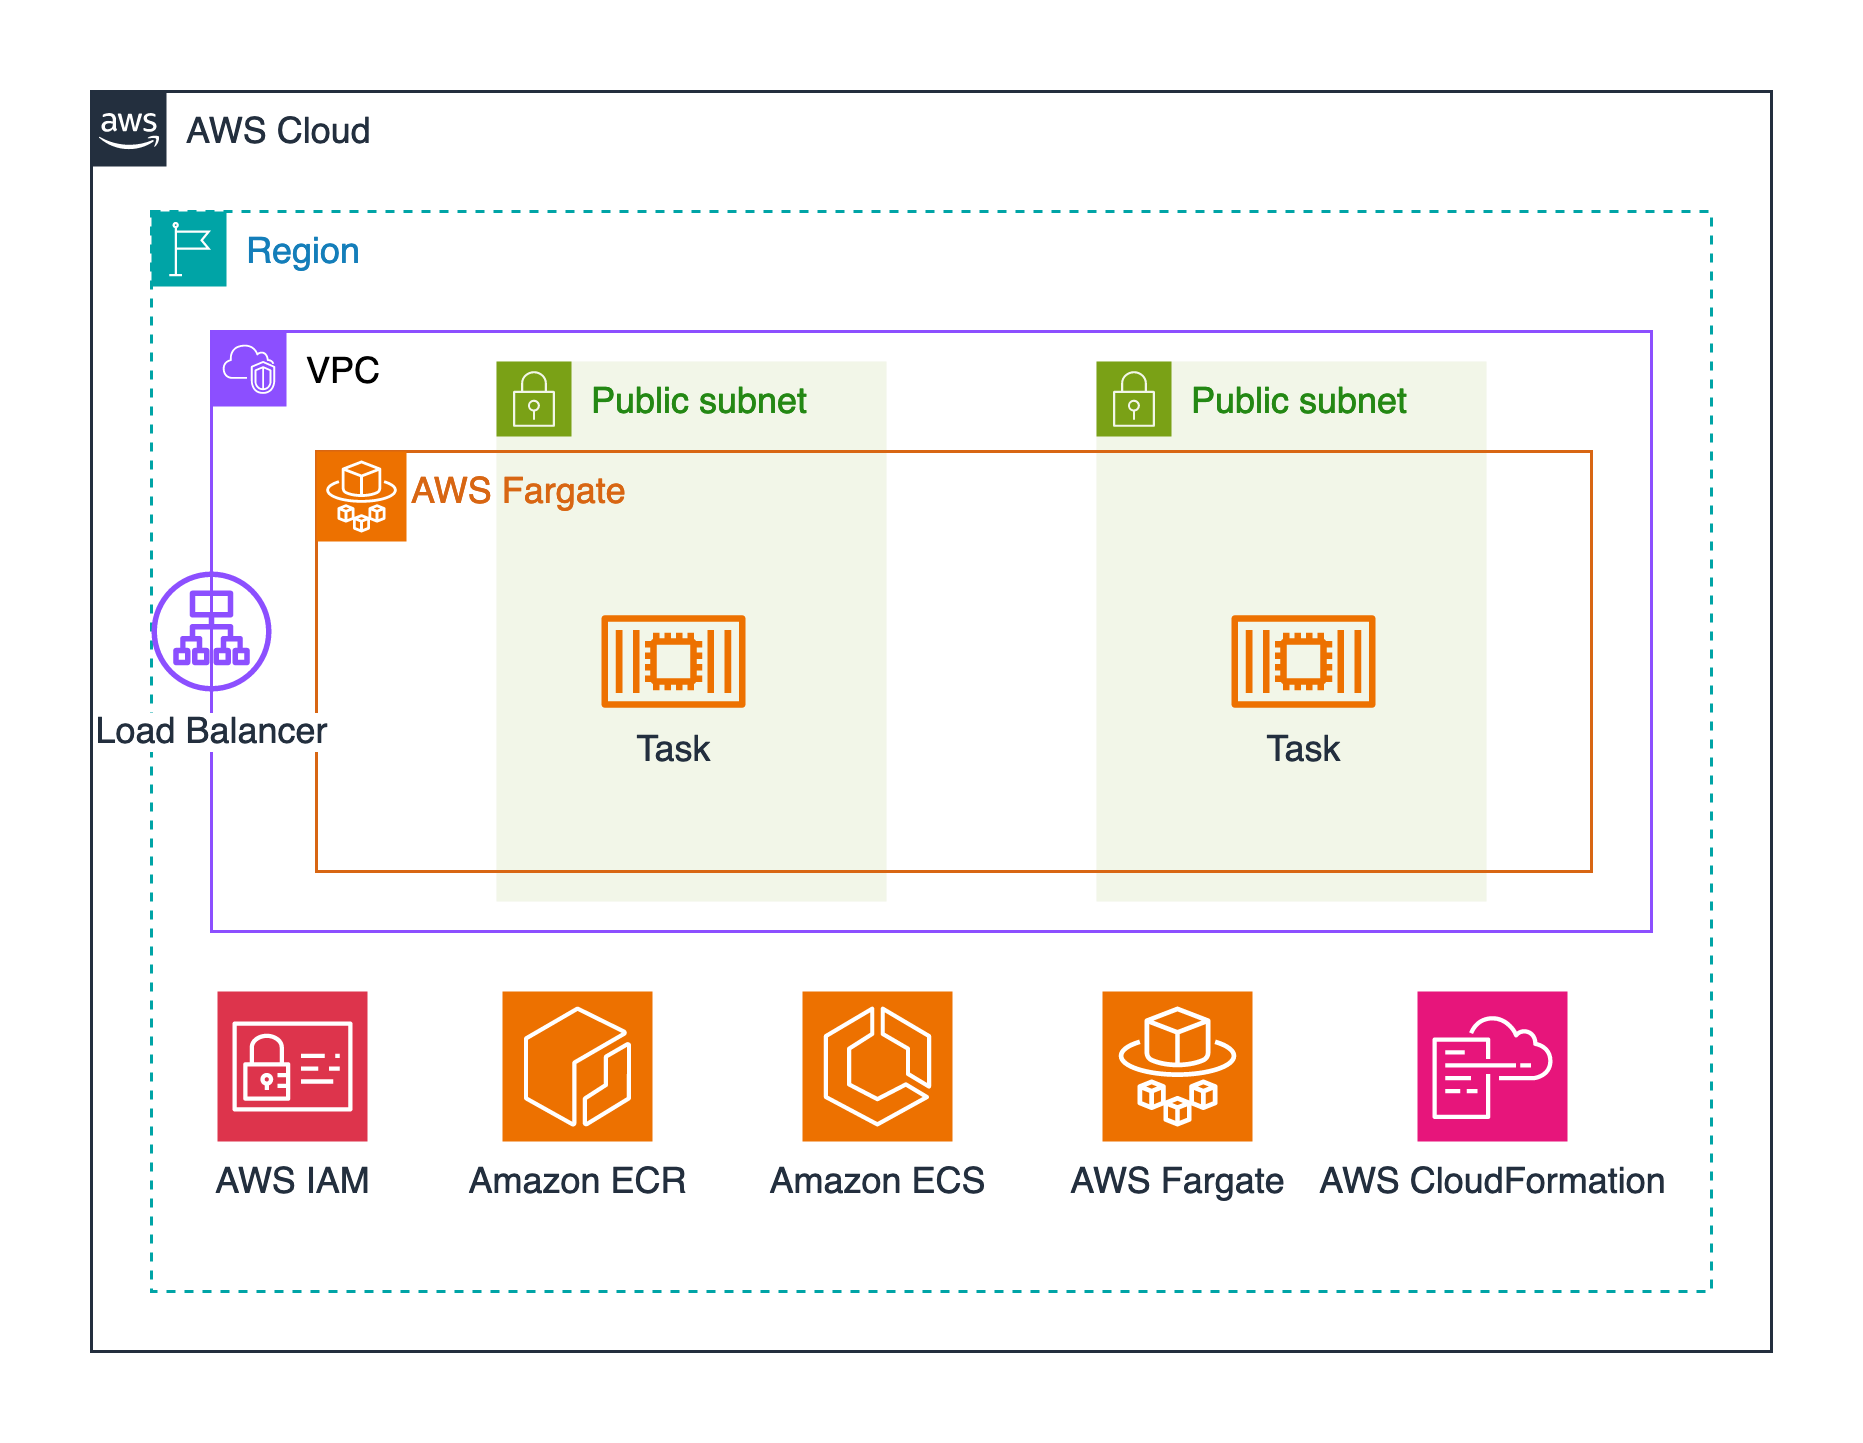 aws
AWS Cloud
Region
VPC
Public subnet
Public subnet
AWS Fargate
Load Balancer
Task
Task
AWS IAM
Amazon ECR
Amazon ECS
AWS Fargate
AWS CloudFormation